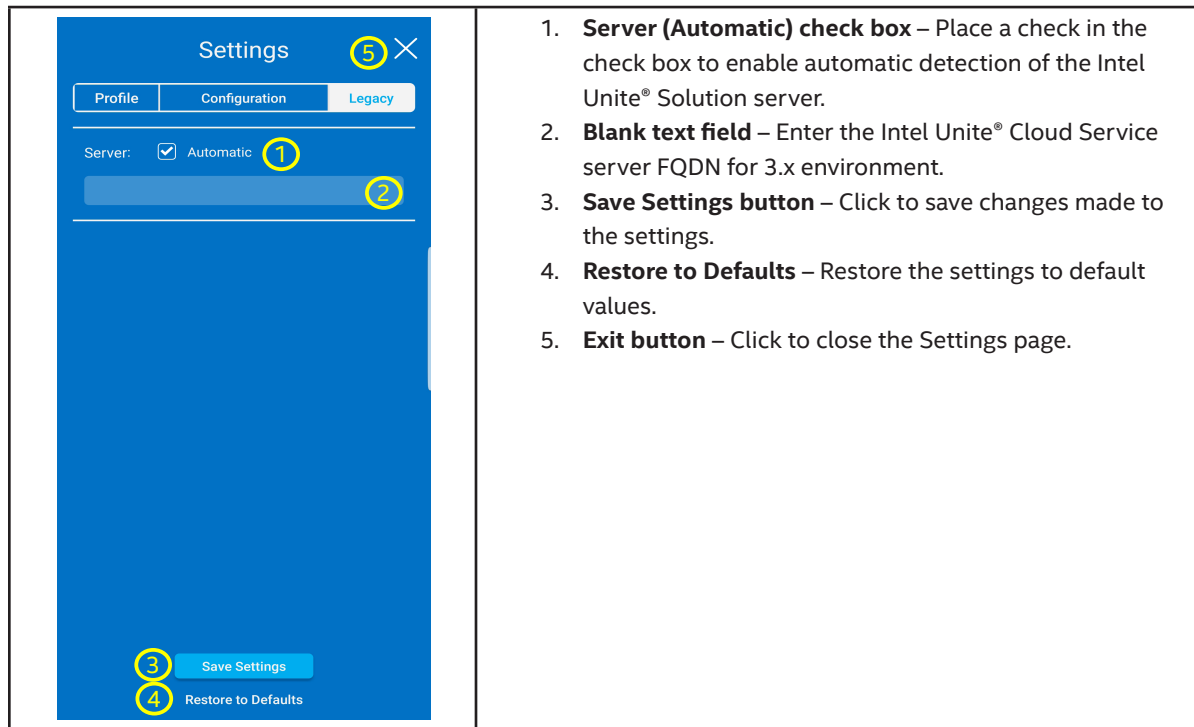 Settings
5
Profile Configuration Legacy
Server: Automatic 1
2
3 Save Settings
4 Restore to Defaults
1. Server (Automatic) check box – Place a check in the
check box to enable automatic detection of the Intel
Unite® Solution server.
2. Blank text field – Enter the Intel Unite® Cloud Service
server FQDN for 3.x environment.
3. Save Settings button – Click to save changes made to
the settings.
4. Restore to Defaults – Restore the settings to default
values.
5. Exit button – Click to close the Settings page.